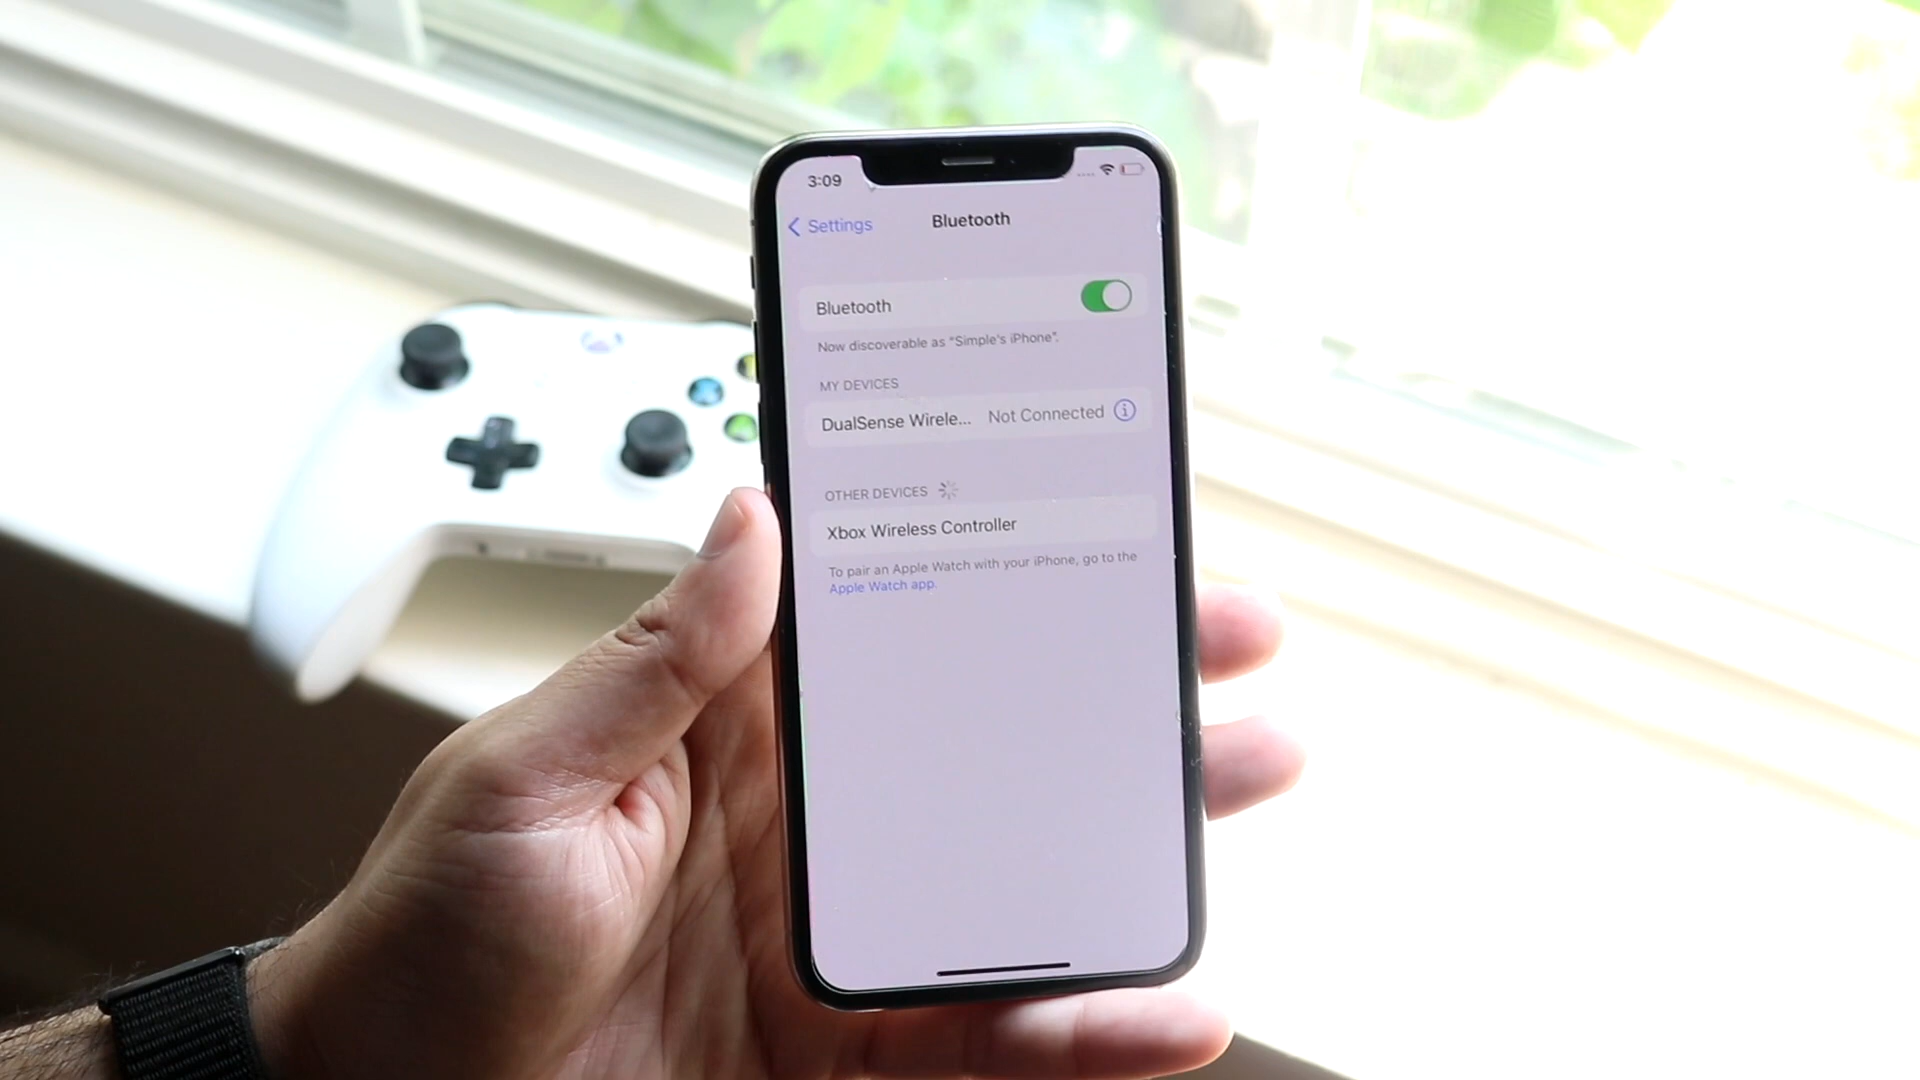 3:09
Settings
Bluetooth
Bluetooth
Now discoverable as “Simple's iPhone”.
MY DEVICES
DualSense Wirele... Not Connected
OTHER DEVICES
Xbox Wireless Controller
To pair an Apple Watch with your iPhone, go to the
Apple Watch app.